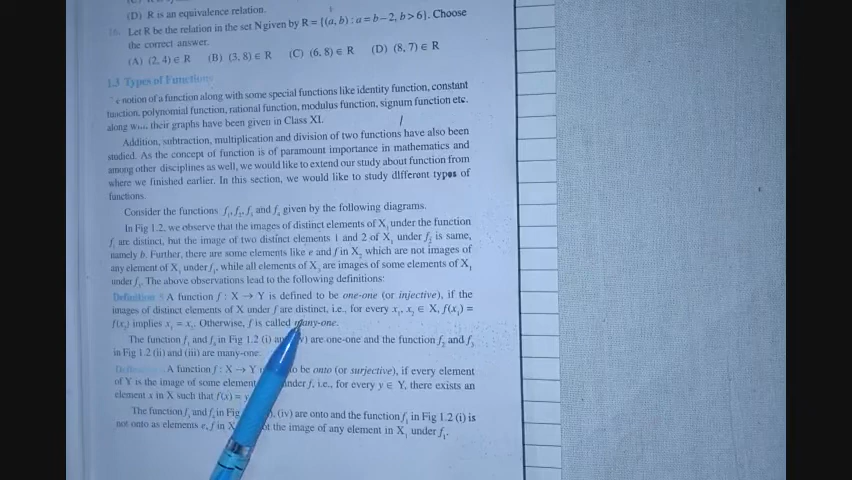 (D) R is an equivalence relation.
16. Let R be the relation in the set N given by R = {(a, b) : a = b – 2, b > 6}. Choose
the correct answer.
(A) (2, 4) ∈ R (B) (3, 8) ∈ R (C) (6, 8) ∈ R (D) (8, 7) ∈ R
1.3 Types of Functions
e notion of a function along with some special functions like identity function, constant
function, polynomial function, rational function, modulus function, signum function etc.
along with their graphs have been given in Class XI.
Addition, subtraction, multiplication and division of two functions have also been
studied. As the concept of function is of paramount importance in mathematics and
among other disciplines as well, we would like to extend our study about function from
where we finished earlier. In this section, we would like to study different types of
functions.
Consider the functions f₁, f₂, f₃ and f₄ given by the following diagrams.
In Fig 1.2, we observe that the images of distinct elements of X₁ under the function
f₁ are distinct, but the image of two distinct elements 1 and 2 of X₁ under f₂ is same,
namely b. Further, there are some elements like e and f in X₂ which are not images of
any element of X₁ under f₁, while all elements of X₃ are images of some elements of X₁
under f₃. The above observations lead to the following definitions:
Definition A function f : X → Y is defined to be one-one (or injective), if the
images of distinct elements of X under f are distinct, i.e., for every x₁, x₂ ∈ X, f(x₁) =
f(x₂) implies x₁ = x₂. Otherwise, f is called many-one.
The function f₁ and f₄ in Fig 1.2 (i) are one-one and the function f₂ and f₃
in Fig 1.2 (ii) and (iii) are many-one.
Definition A function f : X → Y to be onto (or surjective), if every element
of Y is the image of some element under f, i.e., for every y ∈ Y, there exists an
element x in X such that f(x) = y
The function f₃ and f₄ in Fig (iv) are onto and the function f₁ in Fig 1.2 (i) is
not onto as elements e, f in X the image of any element in X₁ under f₁.